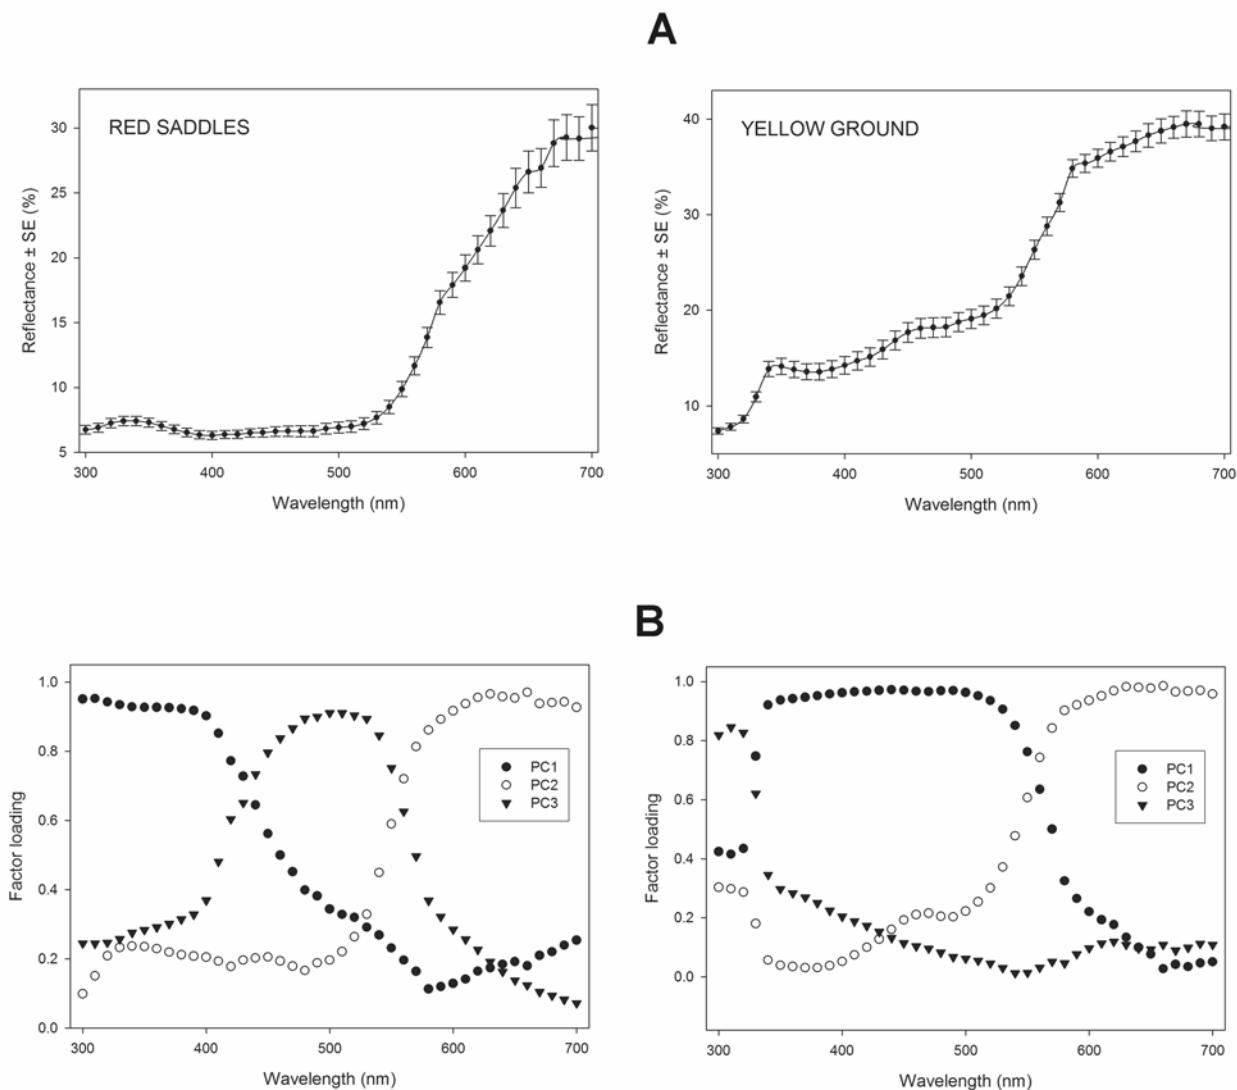 A
RED SADDLES
YELLOW GROUND
Reflectance ± SE (%)
30
25
20
15
10
5
300 400 500 600 700
Wavelength (nm)
Reflectance ± SE (%)
40
30
20
10
300 400 500 600 700
Wavelength (nm)
B
Factor loading
1.0
0.8
0.6
0.4
0.2
0.0
PC1
PC2
PC3
300 400 500 600 700
Wavelength (nm)
Factor loading
1.0
0.8
0.6
0.4
0.2
0.0
PC1
PC2
PC3
300 400 500 600 700
Wavelength (nm)